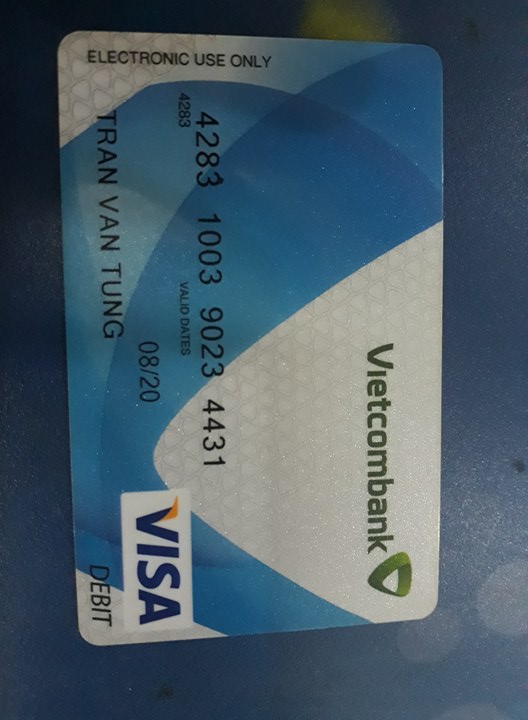 Vietcombank
ELECTRONIC USE ONLY
4283 1003 9023 4431
4283
VALID DATES
08/20
TRAN VAN TUNG
VISA
DEBIT